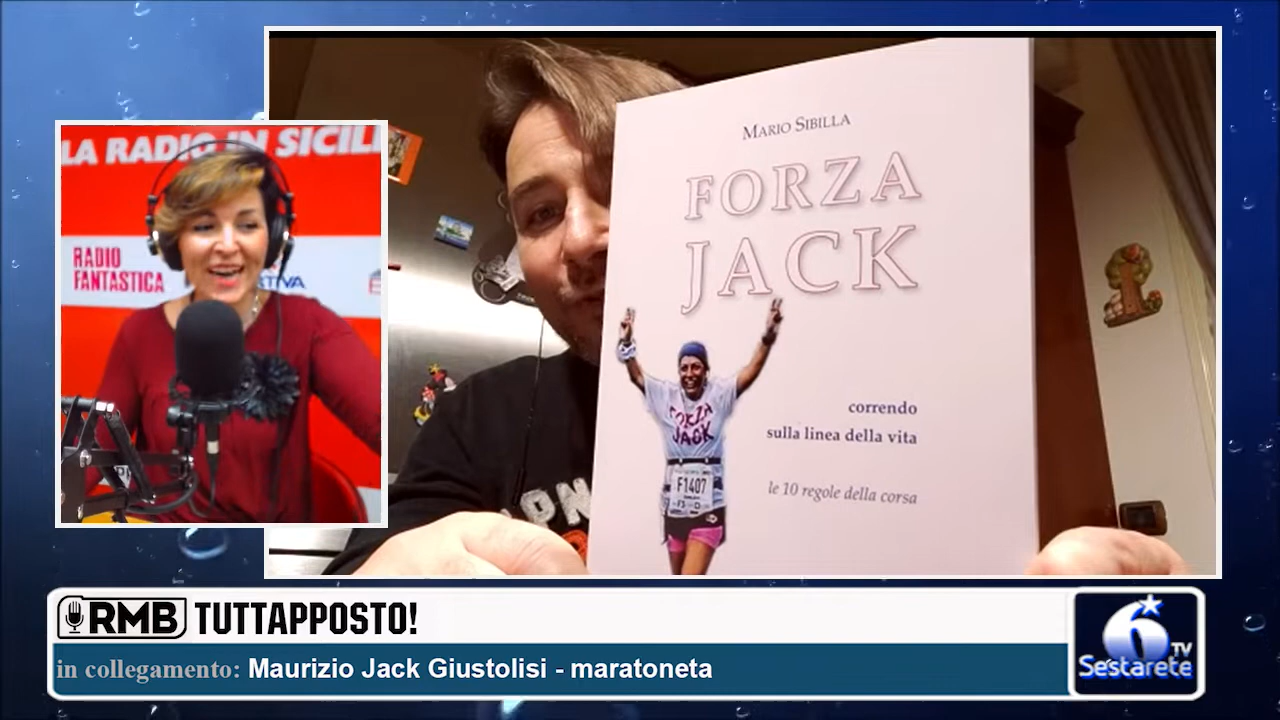 LA RADIO IN SICILI
RADIO
FANTASTICA
MARIO SIBILLA
FORZA
JACK
FORZA
JACK
F1407
correndo
sulla linea della vita
le 10 regole della corsa
RMB TUTTAPPOSTO!
in collegamento: Maurizio Jack Giustolisi - maratoneta
6 TV
Sestarete